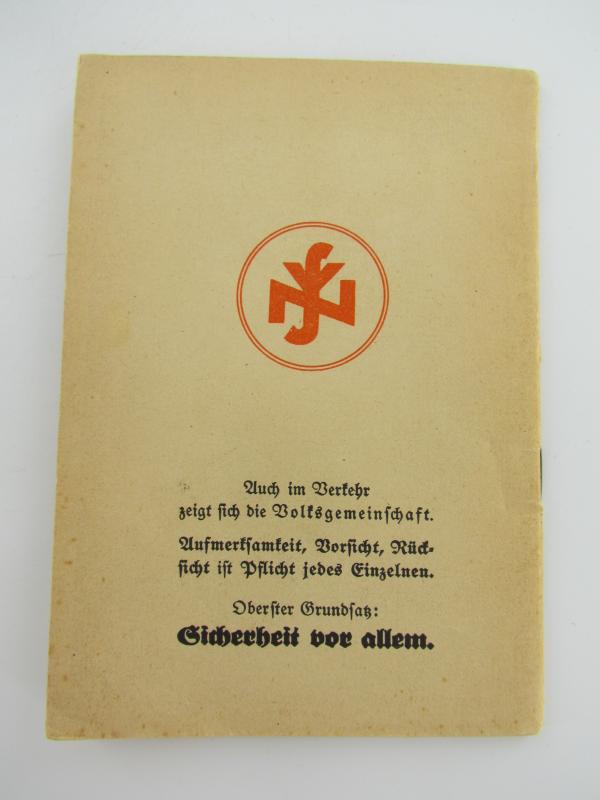 Auch im Verkehr
zeigt sich die Volksgemeinschaft.
Aufmerksamkeit, Vorsicht, Rück-
sicht ist Pflicht jedes Einzelnen.
Oberster Grundsatz:
Sicherheit vor allem.